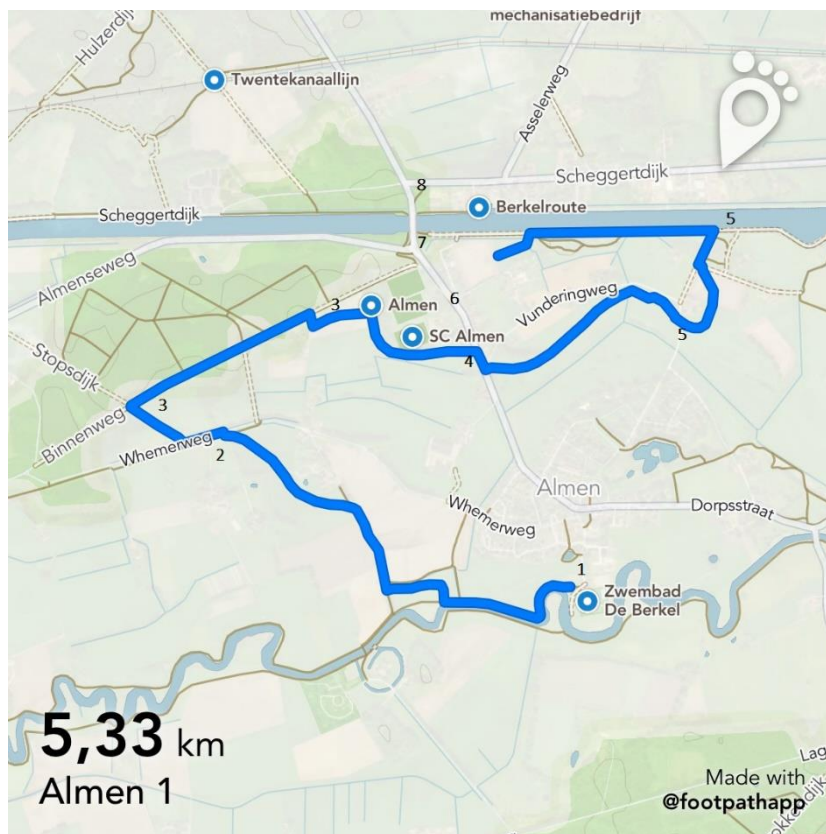 mechanisatiebedrijf
Hulzerdijk
Twentekanaallijn
Asselerweg
Scheggertdijk
8
Berkelroute
Scheggertdijk
5
7
Almenseweg
6
Vunderingweg
3
Almen
SC Almen
5
4
Stopsdijk
3
Binnenweg
Whemerweg
2
Almen
Whemerweg
Dorpsstraat
1
Zwembad
De Berkel
5,33 km
Almen 1
Lag
Made with
@footpathapp
okkedijk